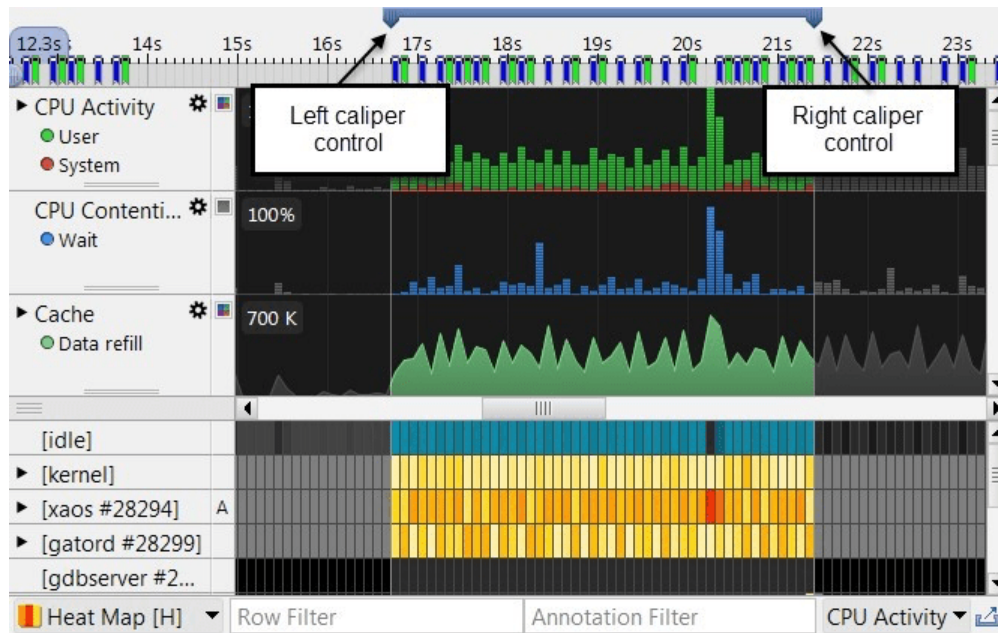 12.3s
14s
15s
16s
17s
18s
19s
20s
21s
22s
23s
Left caliper
control
Right caliper
control
CPU Activity
User
System
CPU Contenti...
Wait
100%
Cache
Data refill
700 K
[idle]
[kernel]
[xaos #28294]
A
[gatord #28299]
[gdbserver #2...
Heat Map [H]
Row Filter
Annotation Filter
CPU Activity